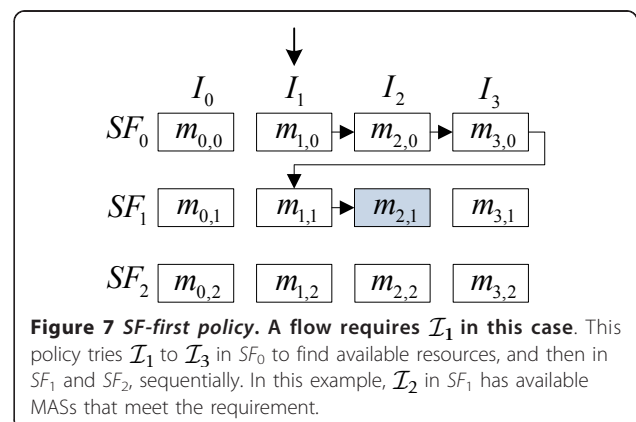 I0 I1 I2 I3
SF0 m0,0 m1,0 m2,0 m3,0
SF1 m0,1 m1,1 m2,1 m3,1
SF2 m0,2 m1,2 m2,2 m3,2
Figure 7 SF-first policy. A flow requires I1 in this case. This
policy tries I1 to I3 in SF0 to find available resources, and then in
SF1 and SF2, sequentially. In this example, I2 in SF1 has available
MASs that meet the requirement.